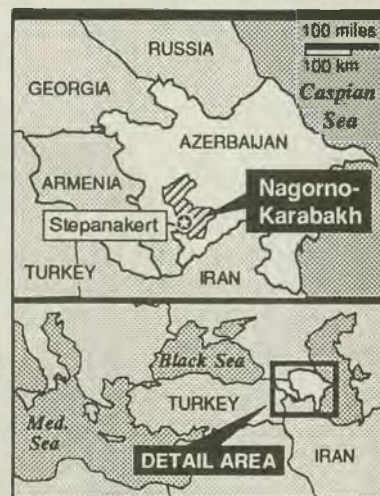 100 miles
100 km
RUSSIA
GEORGIA
Caspian
Sea
AZERBAIJAN
ARMENIA
Nagorno-
Karabakh
Stepanakert
TURKEY
IRAN
Black Sea
TURKEY
Med.
Sea
DETAIL AREA
IRAN